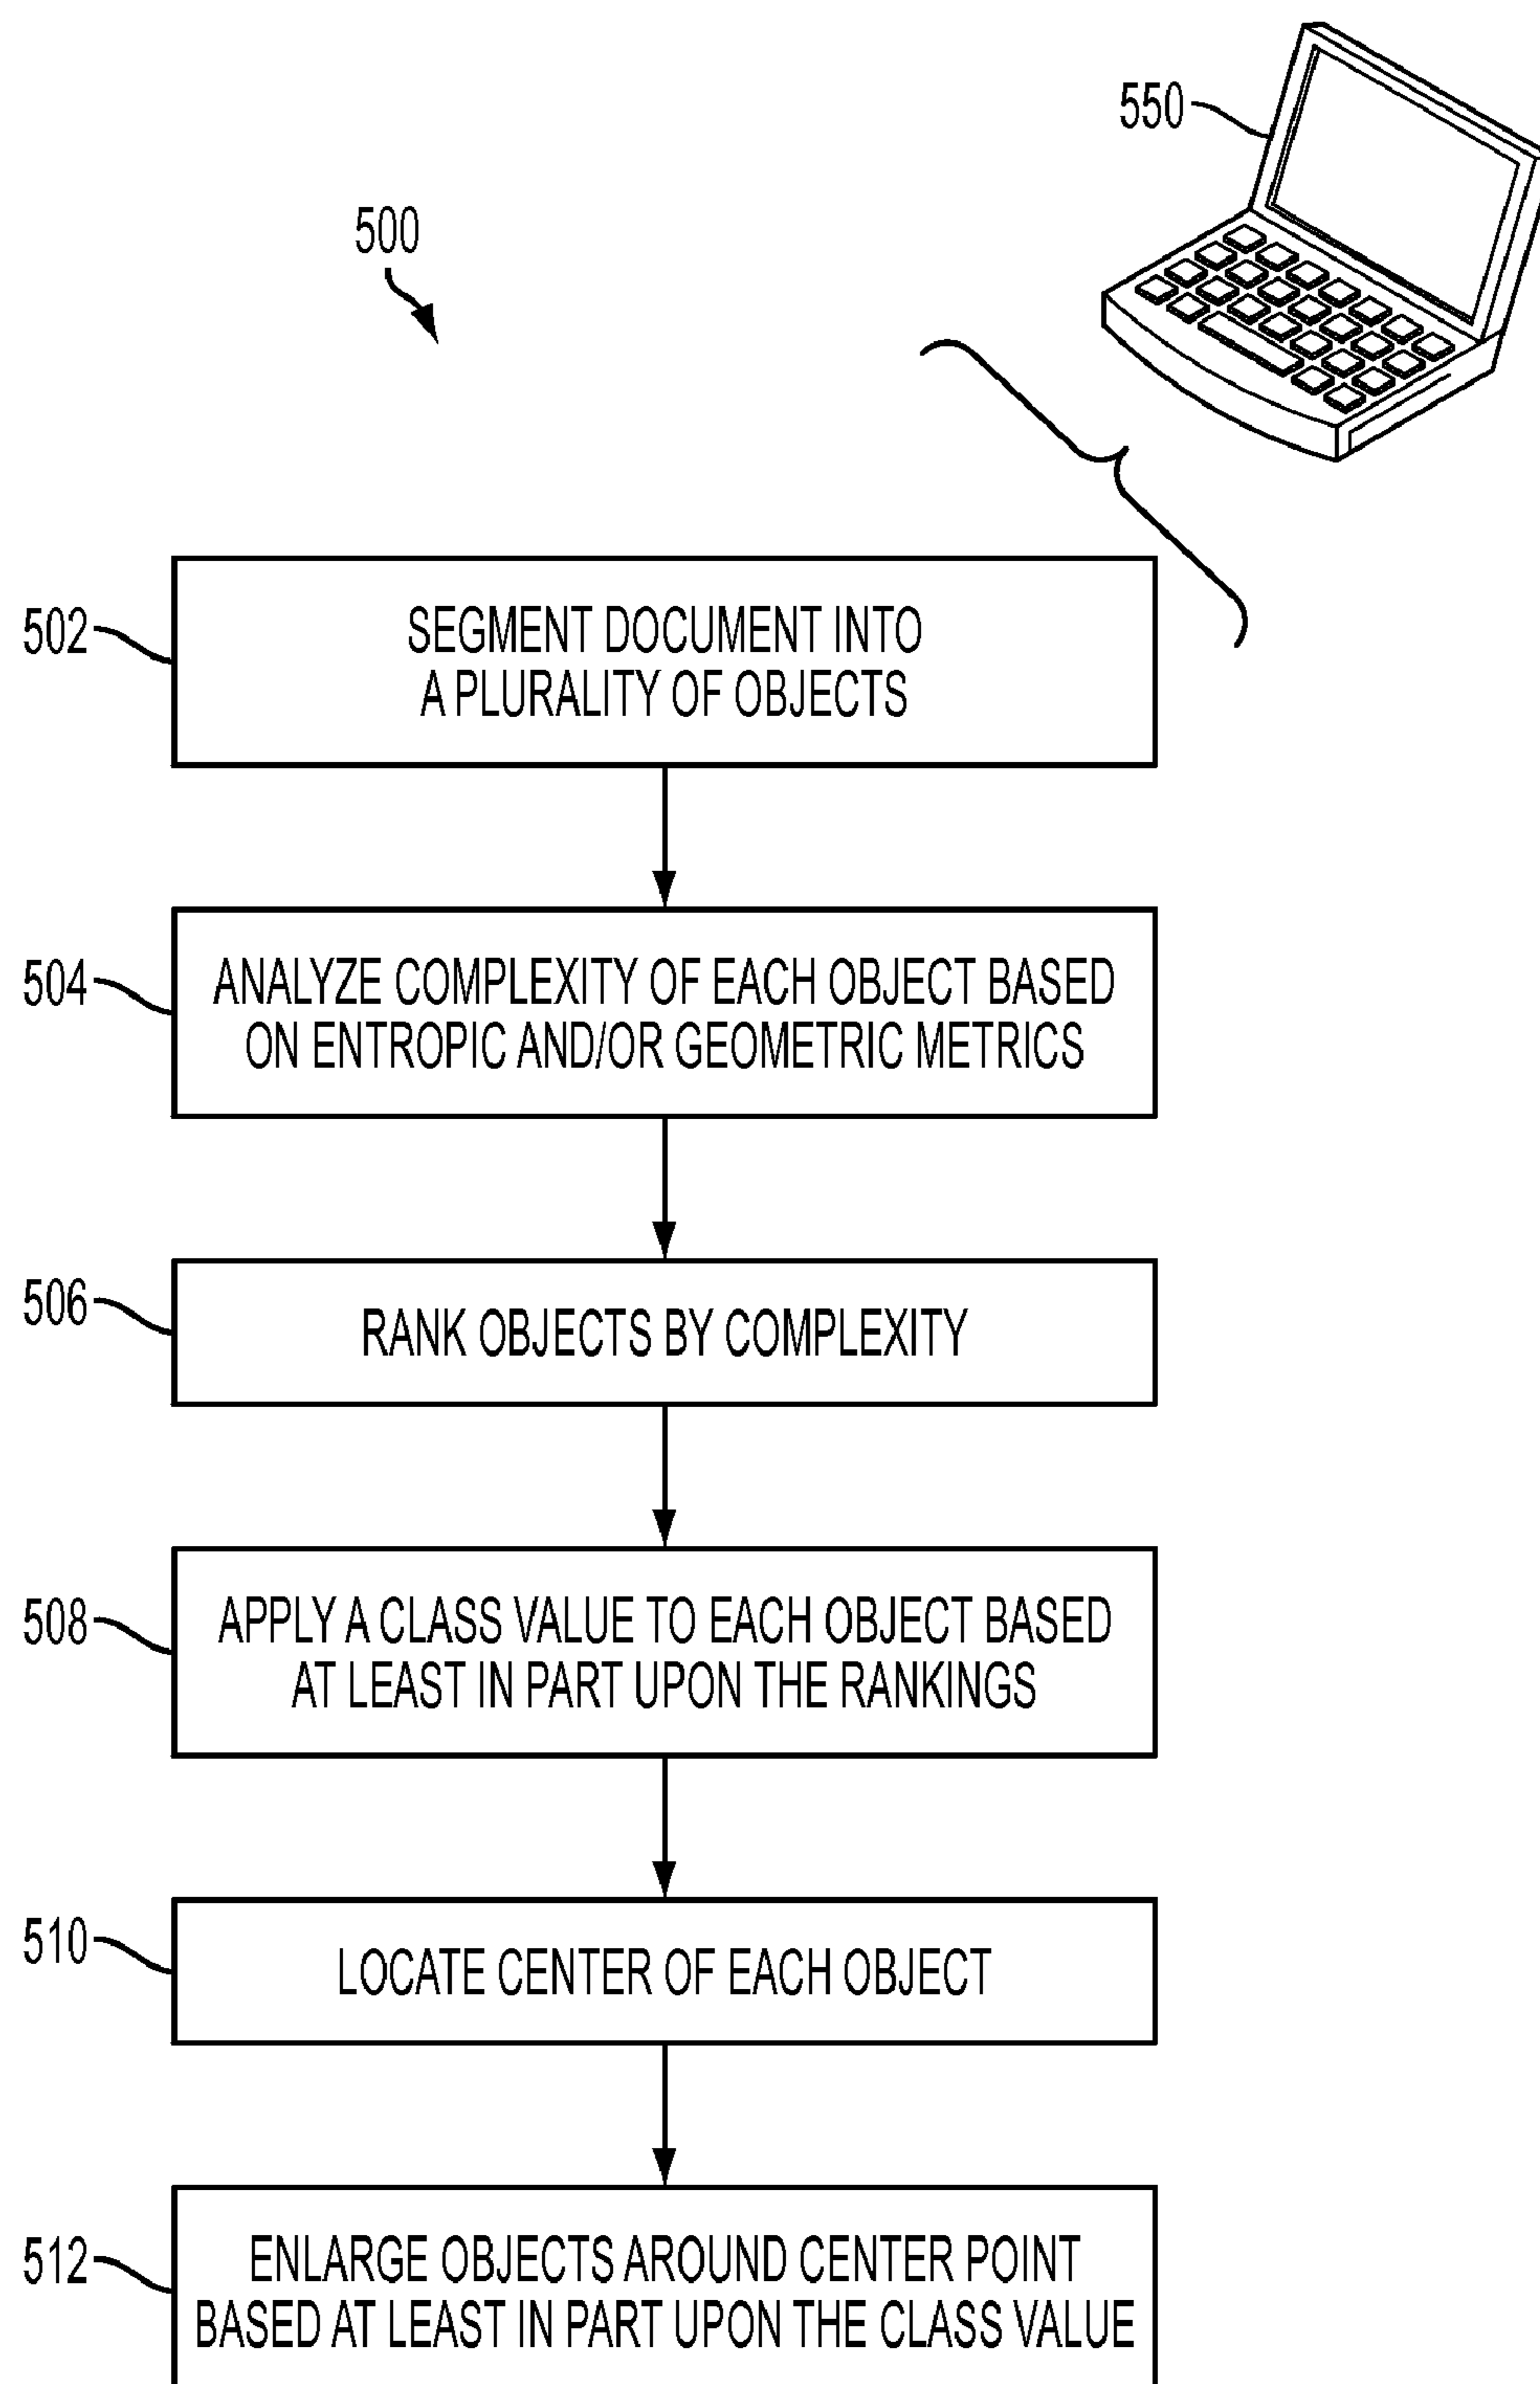 550
500
502
SEGMENT DOCUMENT INTO
A PLURALITY OF OBJECTS
504
ANALYZE COMPLEXITY OF EACH OBJECT BASED
ON ENTROPIC AND/OR GEOMETRIC METRICS
506
RANK OBJECTS BY COMPLEXITY
508
APPLY A CLASS VALUE TO EACH OBJECT BASED
AT LEAST IN PART UPON THE RANKINGS
510
LOCATE CENTER OF EACH OBJECT
512
ENLARGE OBJECTS AROUND CENTER POINT
BASED AT LEAST IN PART UPON THE CLASS VALUE